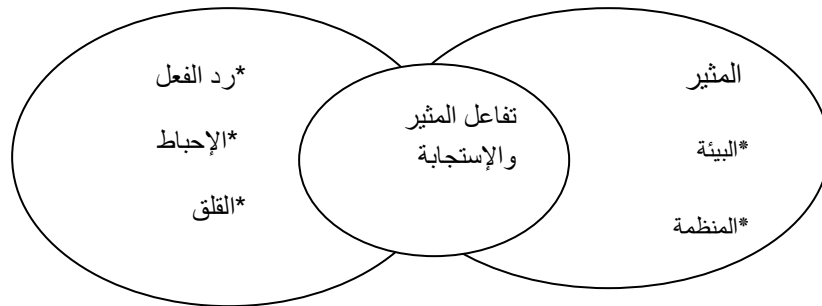 المثير
*البيئة
*المنظمة
تفاعل المثير
والإستجابة
*رد الفعل
*الإحباط
*القلق